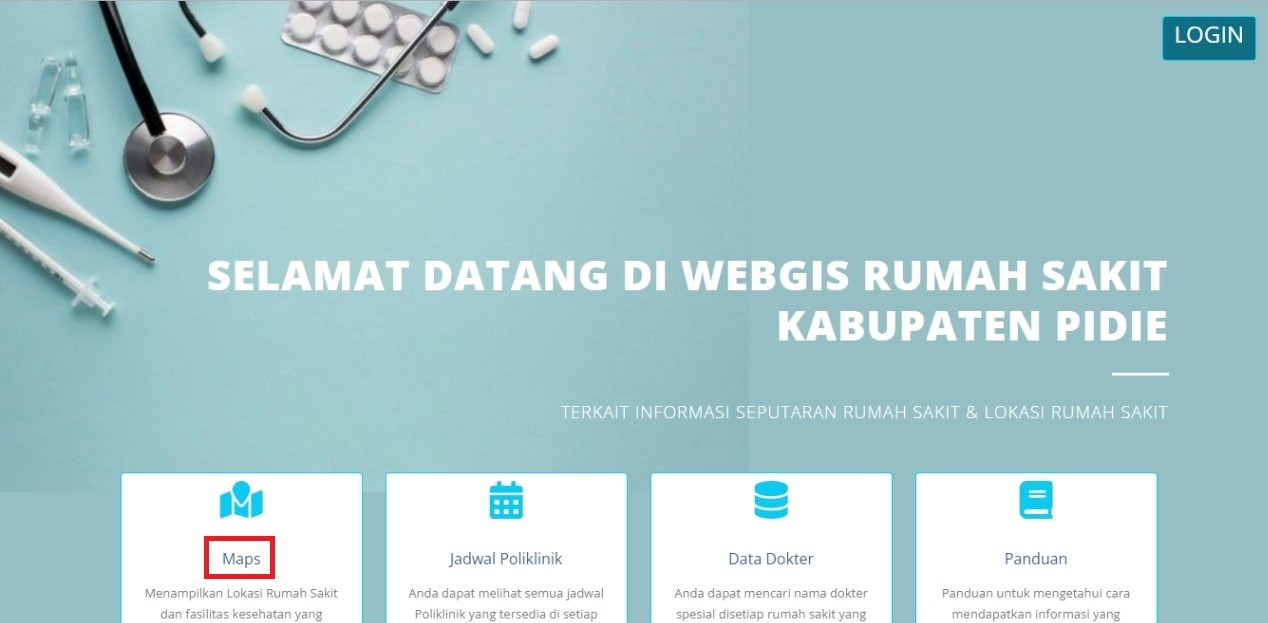 LOGIN
SELAMAT DATANG DI WEBGIS RUMAH SAKIT
KABUPATEN PIDIE
TERKAIT INFORMASI SEPUTARAN RUMAH SAKIT & LOKASI RUMAH SAKIT
Maps
Menampilkan Lokasi Rumah Sakit
dan fasilitas kesehatan yang
Jadwal Poliklinik
Anda dapat melihat semua jadwal
Poliklinik yang tersedia di setiap
Data Dokter
Anda dapat mencari nama dokter
spesial disetiap rumah sakit yang
Panduan
Panduan untuk mengetahui cara
mendapatkan informasi yang